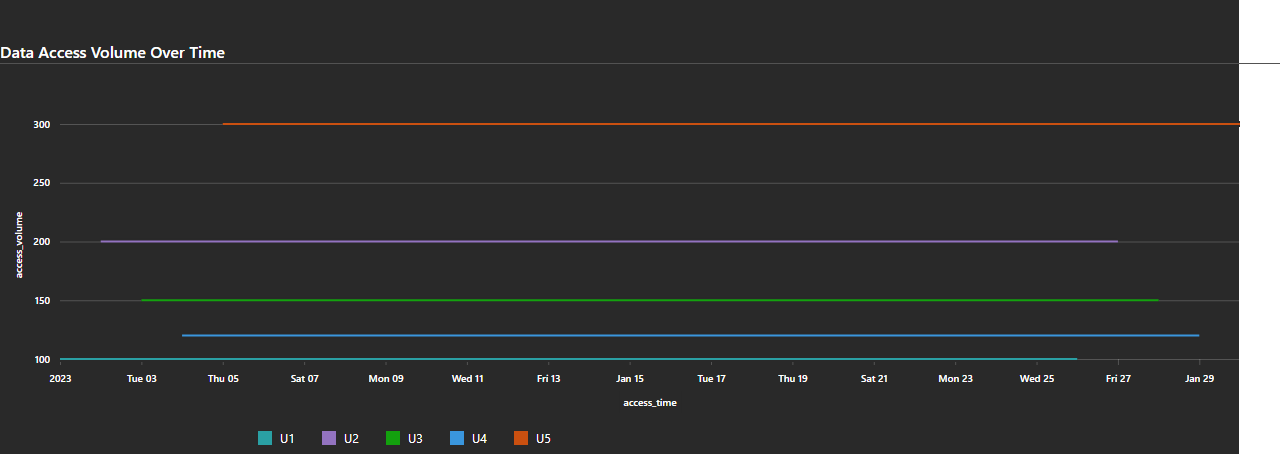 Data Access Volume Over Time
300
250
200
150
100
access_volume
2023 Tue 03 Thu 05 Sat 07 Mon 09 Wed 11 Fri 13 Jan 15 Tue 17 Thu 19 Sat 21 Mon 23 Wed 25 Fri 27 Jan 29
access_time
U1 U2 U3 U4 U5